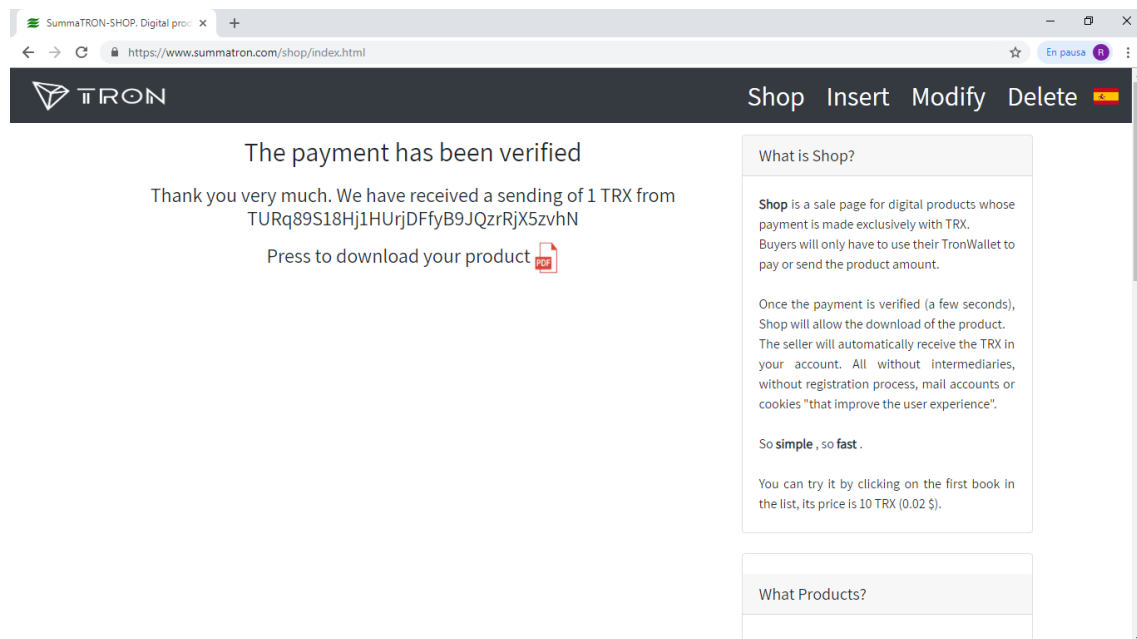 SummaTRON-SHOP. Digital prod
https://www.summatron.com/shop/index.html
En pausa R
TRON
Shop Insert Modify Delete
The payment has been verified
Thank you very much. We have received a sending of 1 TRX from
TURq89S18Hj1HUrjDFfyB9JQzrRjX5zvhN
Press to download your product
PDF
What is Shop?
Shop is a sale page for digital products whose
payment is made exclusively with TRX.
Buyers will only have to use their TronWallet to
pay or send the product amount.
Once the payment is verified (a few seconds),
Shop will allow the download of the product.
The seller will automatically receive the TRX in
your account. All without intermediaries,
without registration process, mail accounts or
cookies "that improve the user experience".
So simple , so fast .
You can try it by clicking on the first book in
the list, its price is 10 TRX (0.02 $).
What Products?